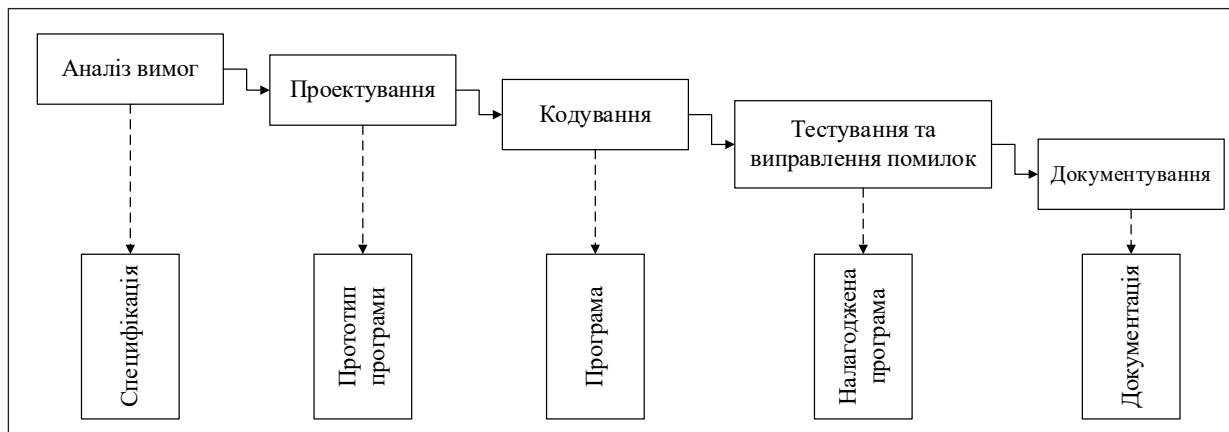 Аналіз вимог
Проектування
Кодування
Тестування та
виправлення помилок
Документування
Специфікація
Прототип
програми
Програма
Налагоджена
програма
Документація